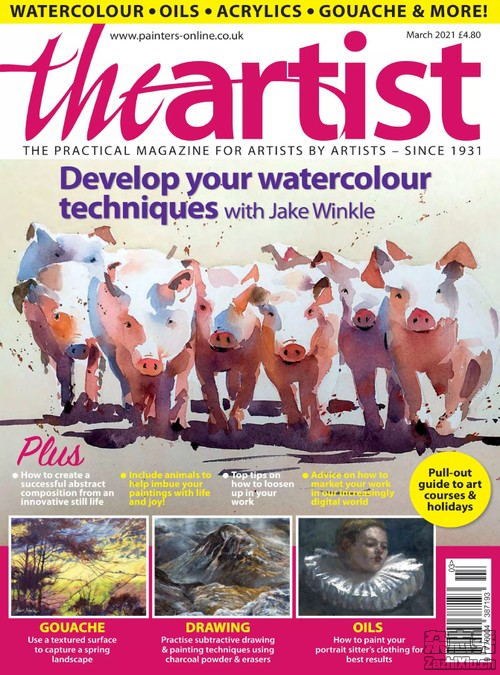 WATERCOLOUR • OILS • ACRYLICS • GOUACHE & MORE!
www.painters-online.co.uk
March 2021 £4.80
the artist
THE PRACTICAL MAGAZINE FOR ARTISTS BY ARTISTS – SINCE 1931
Develop your watercolour
techniques with Jake Winkle
Plus
• How to create a
successful abstract
composition from an
innovative still life
• Include animals to
help imbue your
paintings with life
and joy!
• Top tips on
how to loosen
up in your
work
• Advice on how to
market your work
in our increasingly
digital world
Pull-out
guide to art
courses &
holidays
GOUACHE
Use a textured surface
to capture a spring
landscape
DRAWING
Practise subtractive drawing
& painting techniques using
charcoal powder & erasers
OILS
How to paint your
portrait sitter's clothing for
best results
03>
ZazhiXiu.cn